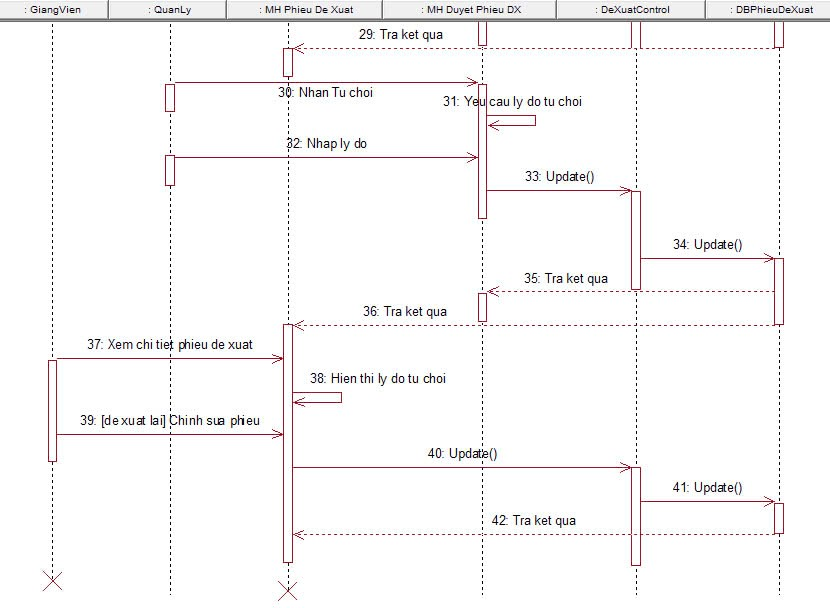 : GiangVien
: QuanLy
: MH Phieu De Xuat
: MH Duyet Phieu DX
: DeXuatControl
: DBPhieuDeXuat
29: Tra ket qua
30: Nhan Tu choi
31: Yeu cau ly do tu choi
32: Nhap ly do
33: Update()
34: Update()
35: Tra ket qua
36: Tra ket qua
37: Xem chi tiet phieu de xuat
38: Hien thi ly do tu choi
39: [de xuat lai] Chinh sua phieu
40: Update()
41: Update()
42: Tra ket qua